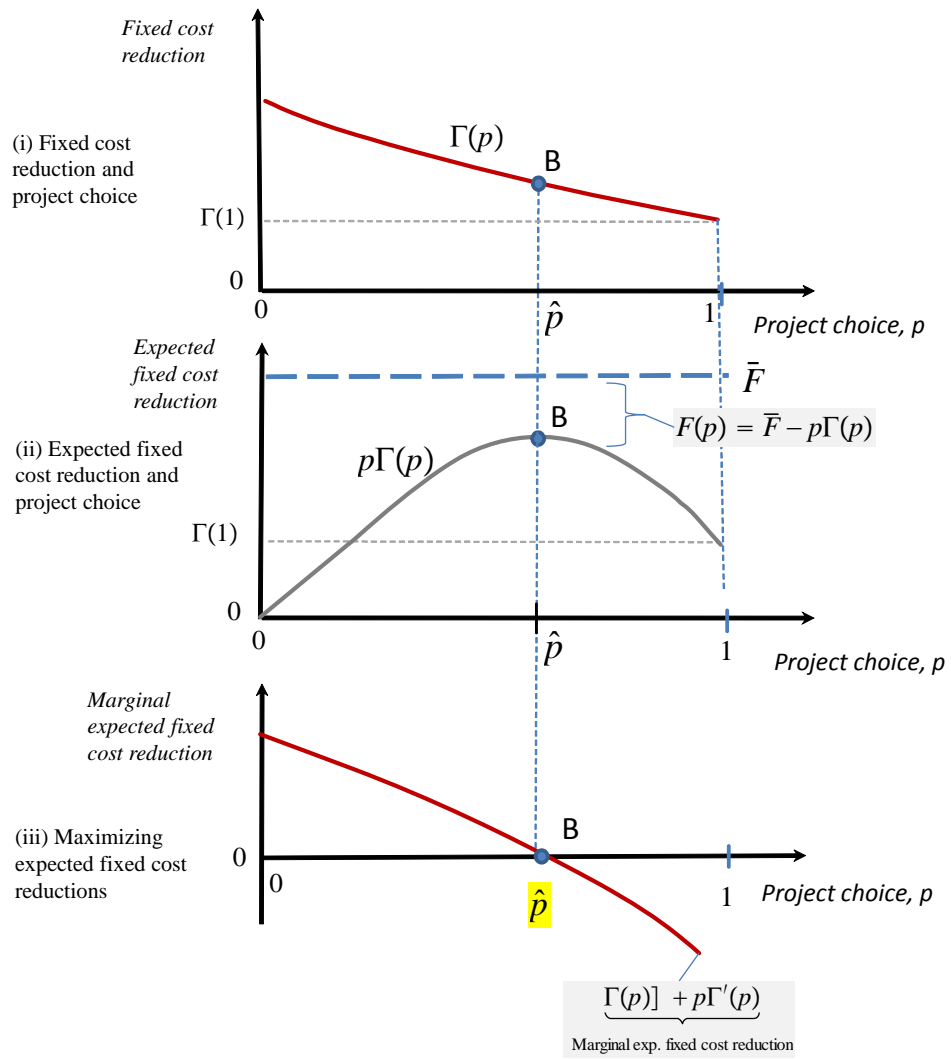 Fixed cost
reduction
(i) Fixed cost
reduction and
project choice
Γ(p)
B
Γ(1)
0
0
p̂
1
Project choice, p
Expected
fixed cost
reduction
F̄
B
F(p) = F̄ − pΓ(p)
(ii) Expected fixed
cost reduction and
project choice
pΓ(p)
Γ(1)
0
0
p̂
1
Project choice, p
Marginal
expected fixed
cost reduction
(iii) Maximizing
expected fixed cost
reductions
B
0
0
p̂
1
Project choice, p
Γ(p)] + pΓ′(p)
Marginal exp. fixed cost reduction